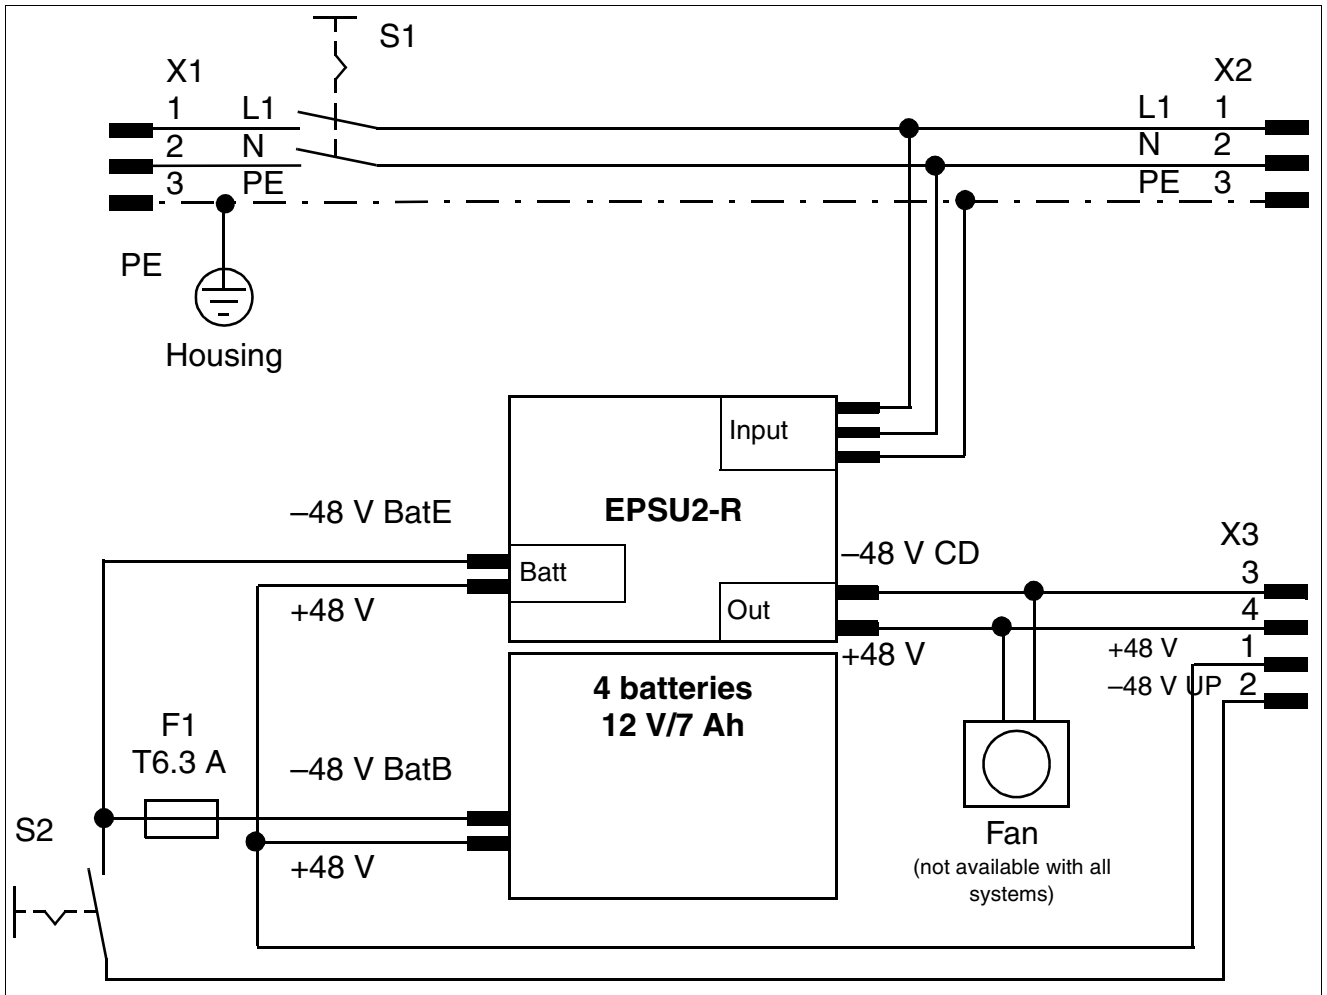 S1
X1
X2
1 L1
L1 1
2 N
N 2
3 PE
PE 3
PE
Housing
Input
EPSU2-R
–48 V BatE
Batt
+48 V
–48 V CD
Out
+48 V
X3
3
4
+48 V 1
–48 V UP 2
4 batteries
12 V/7 Ah
F1
T6.3 A
–48 V BatB
+48 V
S2
Fan
(not available with all
systems)